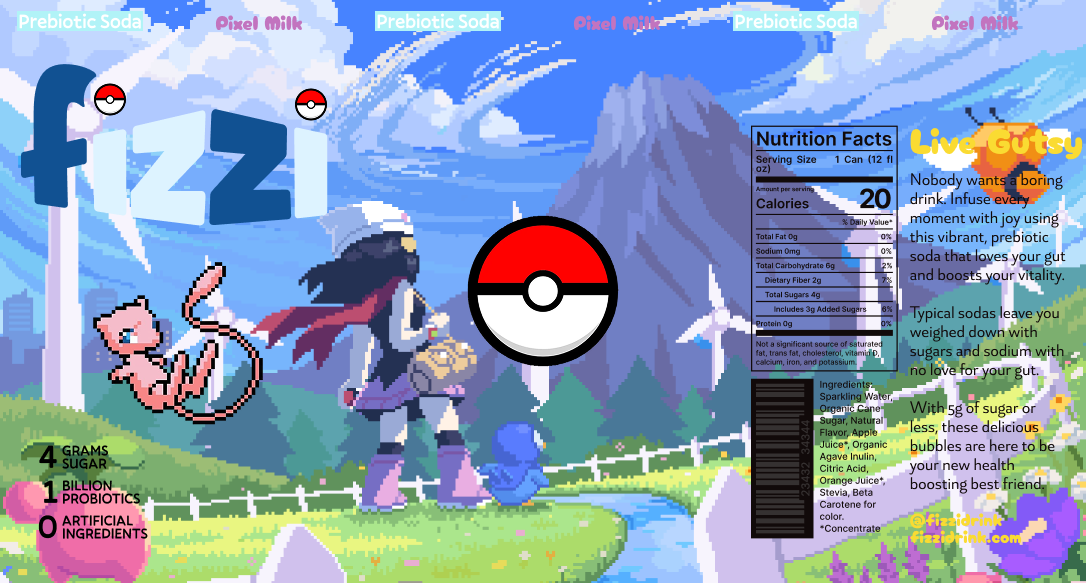 Prebiotic Soda Pixel Milk Prebiotic Soda Pixel Milk Prebiotic Soda Pixel Milk
fizzi
4 GRAMS
SUGAR
1 BILLION
PROBIOTICS
0 ARTIFICIAL
INGREDIENTS
Nutrition Facts
Serving Size 1 Can (12 fl
oz)
Amount per serving
Calories 20
% Daily Value*
Total Fat 0g 0%
Sodium 0mg 0%
Total Carbohydrate 6g 2%
Dietary Fiber 2g 7%
Total Sugars 4g
Includes 3g Added Sugars 6%
Protein 0g 0%
Not a significant source of saturated
fat, trans fat, cholesterol, vitamin D,
calcium, iron, and potassium.
23432 34344
Ingredients:
Sparkling Water,
Organic Cane
Sugar, Natural
Flavor, Apple
Juice*, Organic
Agave Inulin,
Citric Acid,
Orange Juice*,
Stevia, Beta
Carotene for
color.
*Concentrate
Live Gutsy
Nobody wants a boring
drink. Infuse every
moment with joy using
this vibrant, prebiotic
soda that loves your gut
and boosts your vitality.
Typical sodas leave you
weighed down with
sugars and sodium with
no love for your gut.
With 5g of sugar or
less, these delicious
bubbles are here to be
your new health
boosting best friend.
@fizzidrink
fizzidrink.com